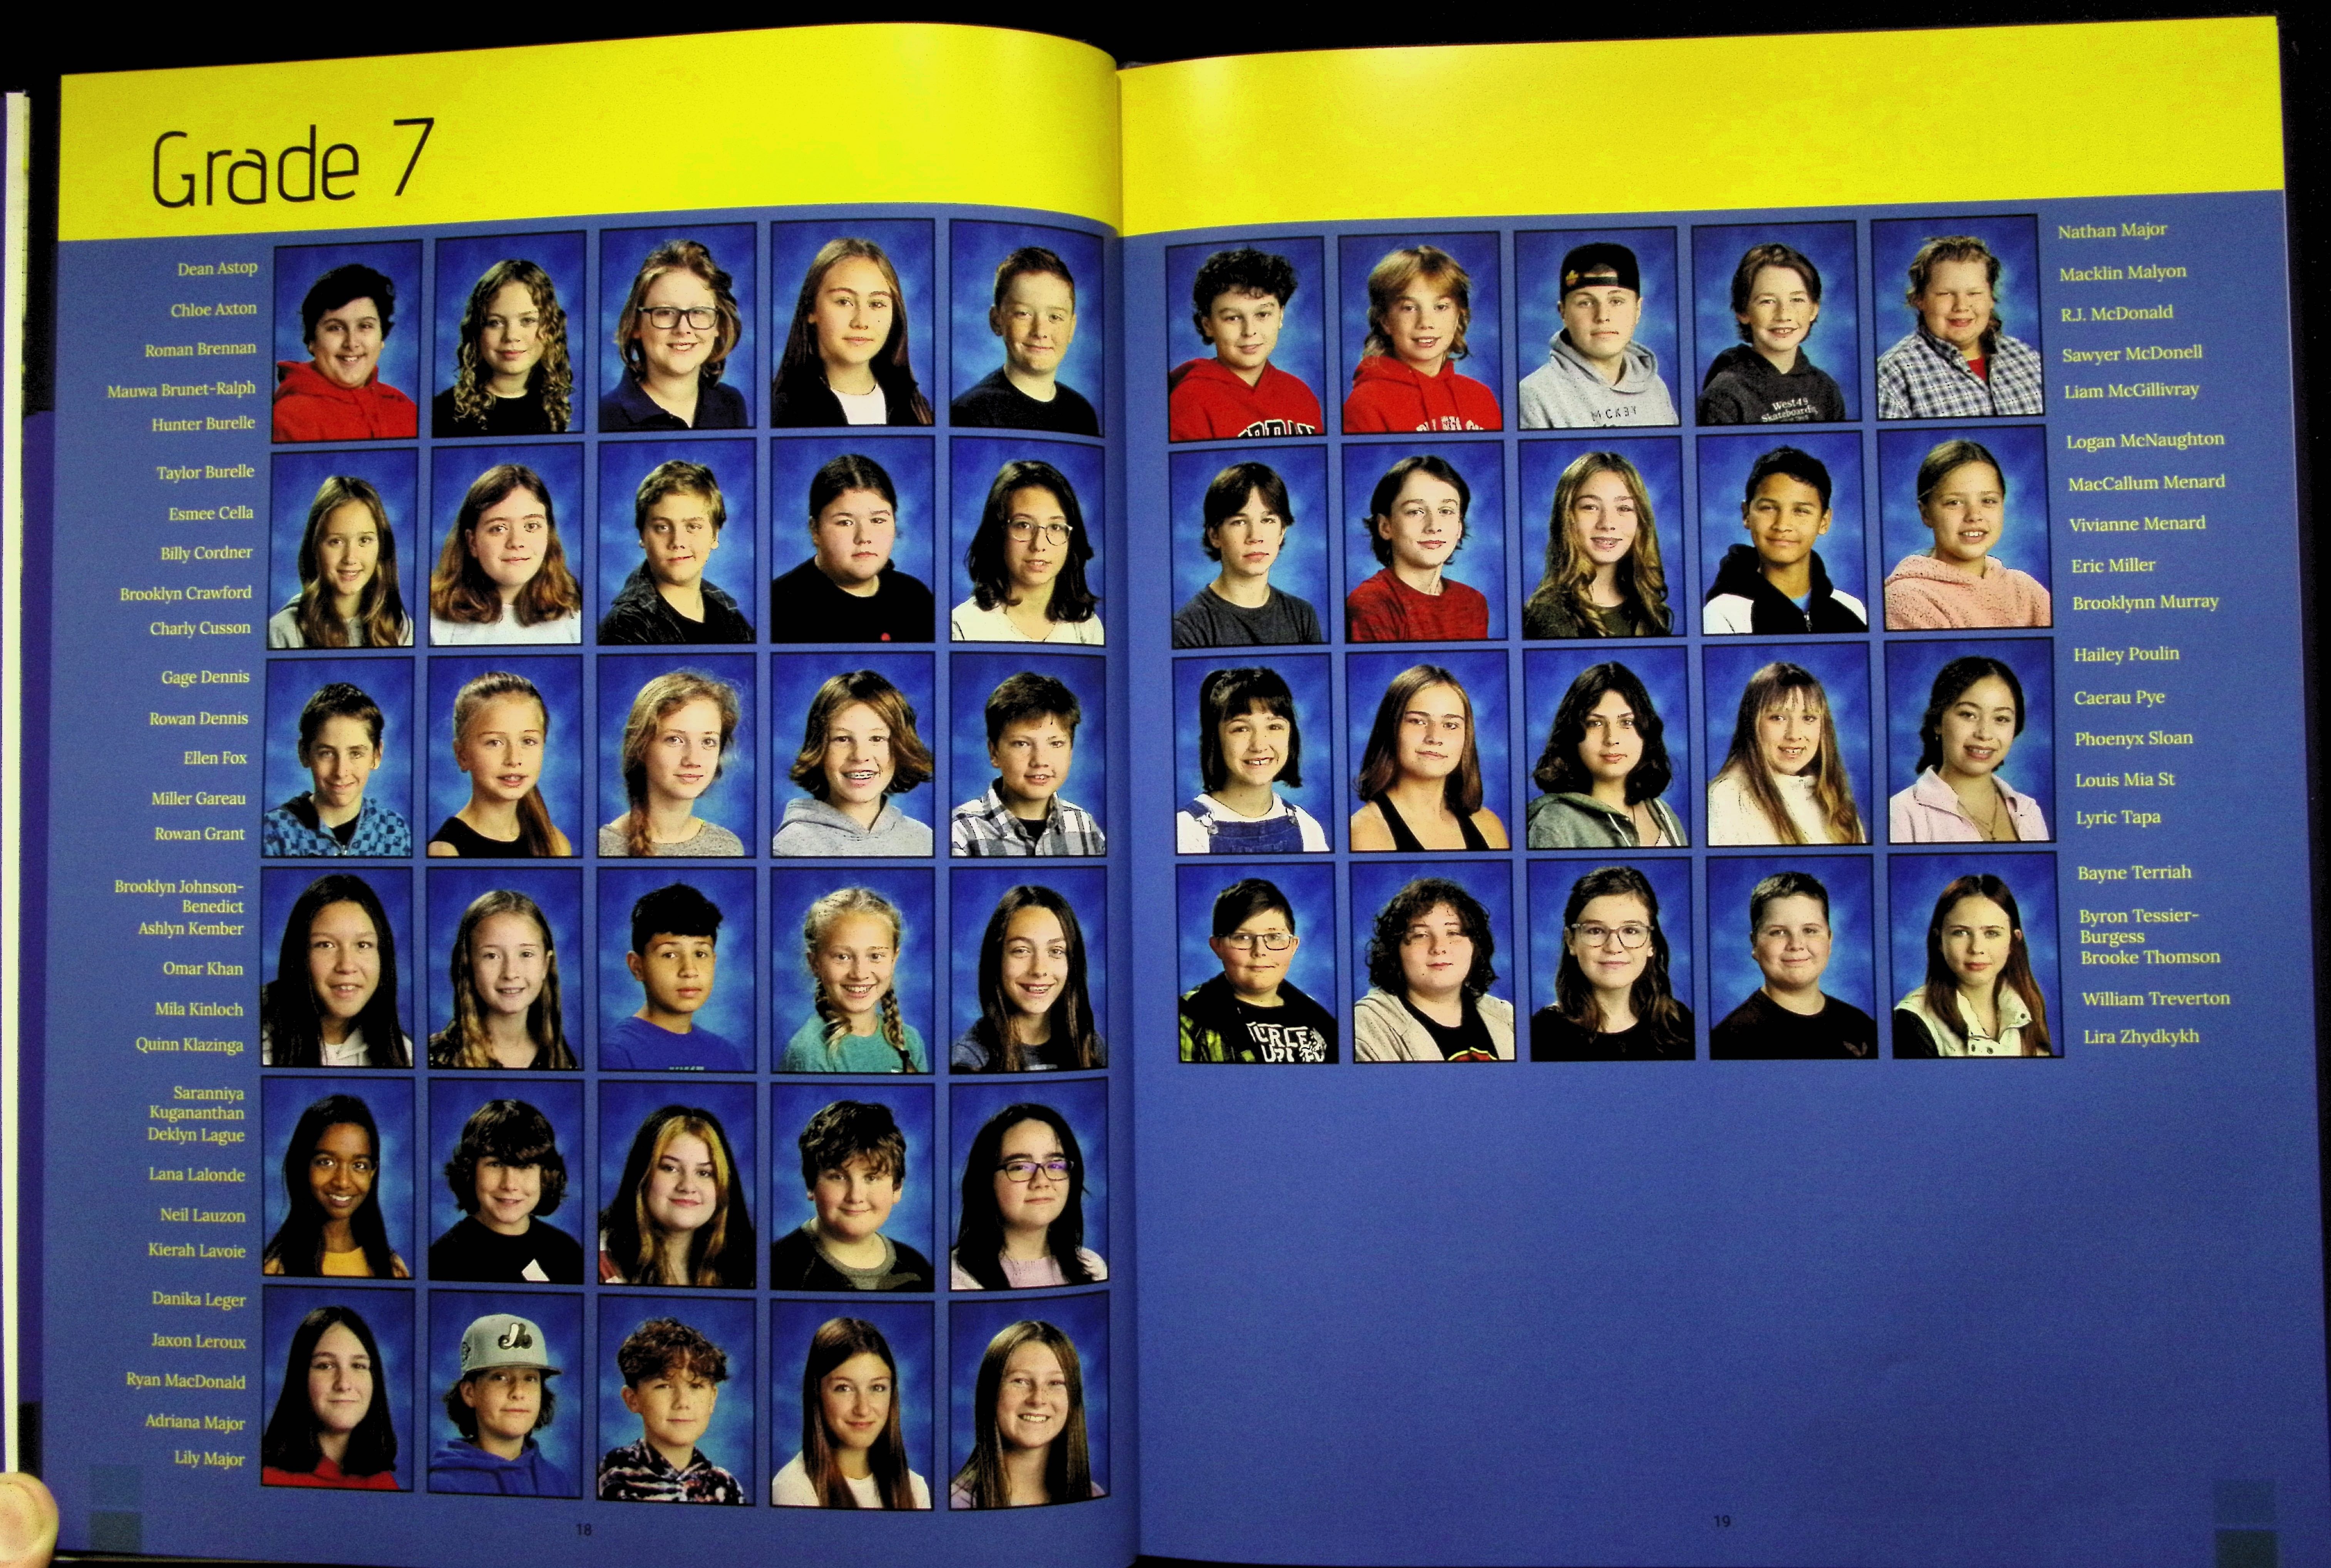 Grade 7
Dean Astop
Chloe Axton
Roman Brennan
Mauwa Brunet-Ralph
Hunter Burelle
Taylor Burelle
Esmee Cella
Billy Cordner
Brooklyn Crawford
Charly Cusson
Gage Dennis
Rowan Dennis
Ellen Fox
Miller Gareau
Rowan Grant
Brooklyn Johnson-
Benedict
Ashlyn Kember
Omar Khan
Mila Kinloch
Quinn Klazinga
Saranniya
Kugananthan
Deklyn Lague
Lana Lalonde
Neil Lauzon
Kierah Lavoie
Danika Leger
Jaxon Leroux
Ryan MacDonald
Adriana Major
Lily Major
18
Nathan Major
Macklin Malyon
R.J. McDonald
Sawyer McDonell
Liam McGillivray
West49
Skateboards
Logan McNaughton
MacCallum Menard
Vivianne Menard
Eric Miller
Brooklynn Murray
Hailey Poulin
Caerau Pye
Phoenyx Sloan
Louis Mia St
Lyric Tapa
Bayne Terriah
Byron Tessier-
Burgess
Brooke Thomson
William Treverton
Lira Zhydkykh
19